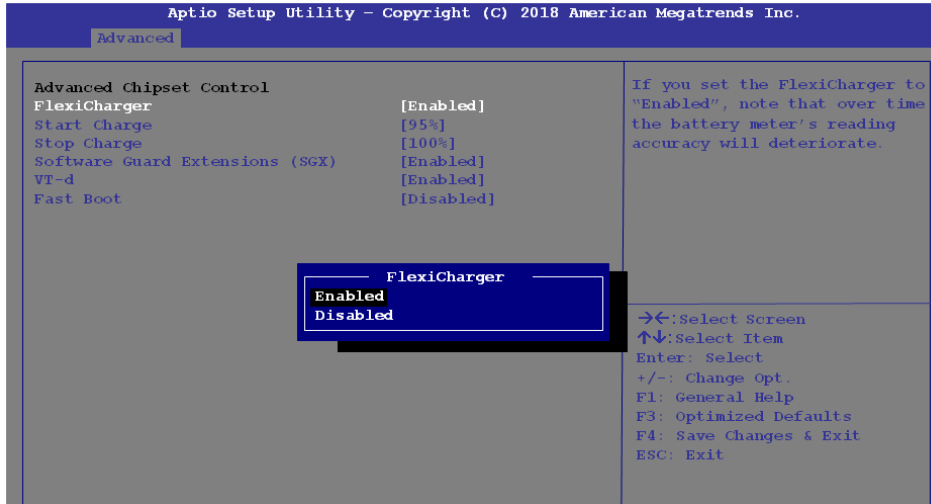 Aptio Setup Utility – Copyright (C) 2018 American Megatrends Inc.
Advanced
Advanced Chipset Control
FlexiCharger [Enabled]
Start Charge [95%]
Stop Charge [100%]
Software Guard Extensions (SGX) [Enabled]
VT-d [Enabled]
Fast Boot [Disabled]
If you set the FlexiCharger to
"Enabled", note that over time
the battery meter's reading
accuracy will deteriorate.
FlexiCharger
Enabled
Disabled
→←:Select Screen
↑↓:Select Item
Enter: Select
+/-: Change Opt.
F1: General Help
F3: Optimized Defaults
F4: Save Changes & Exit
ESC: Exit